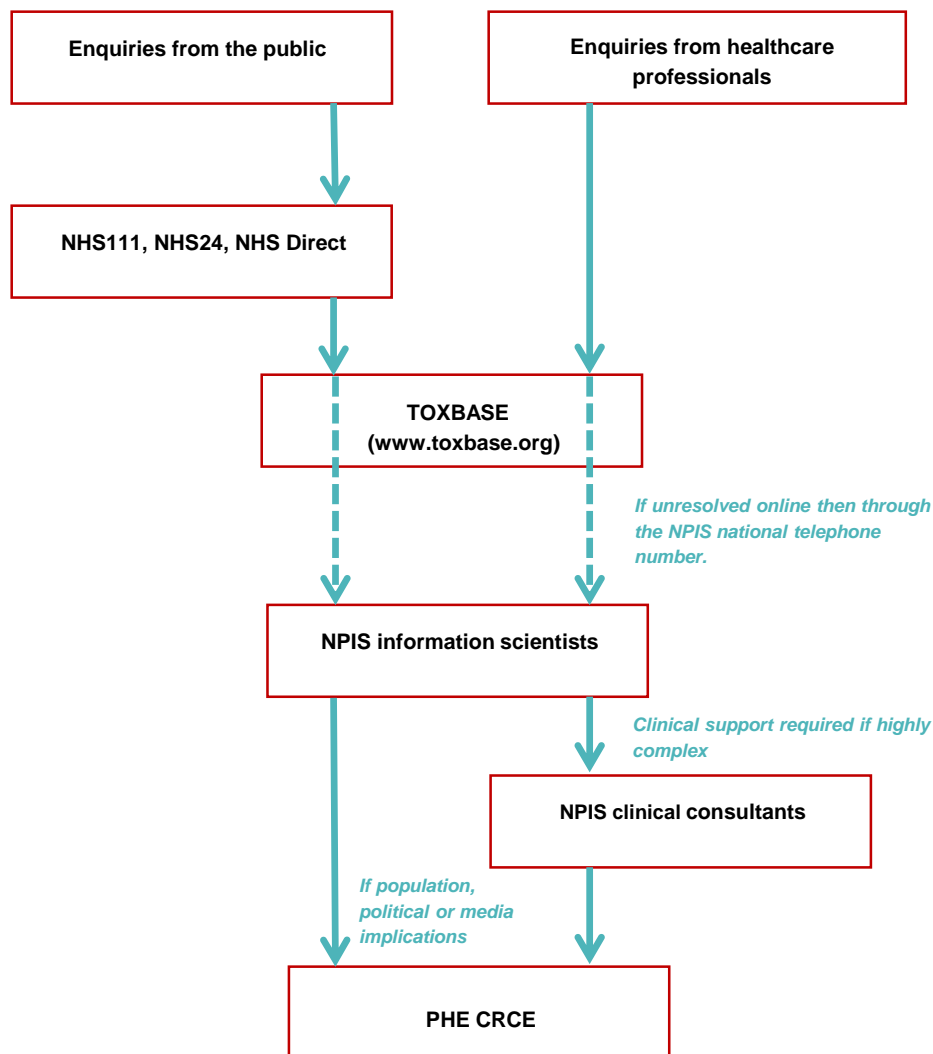 Enquiries from the public
Enquiries from healthcare
professionals
NHS111, NHS24, NHS Direct
TOXBASE
(www.toxbase.org)
If unresolved online then through
the NPIS national telephone
number.
NPIS information scientists
Clinical support required if highly
complex
NPIS clinical consultants
If population,
political or media
implications
PHE CRCE